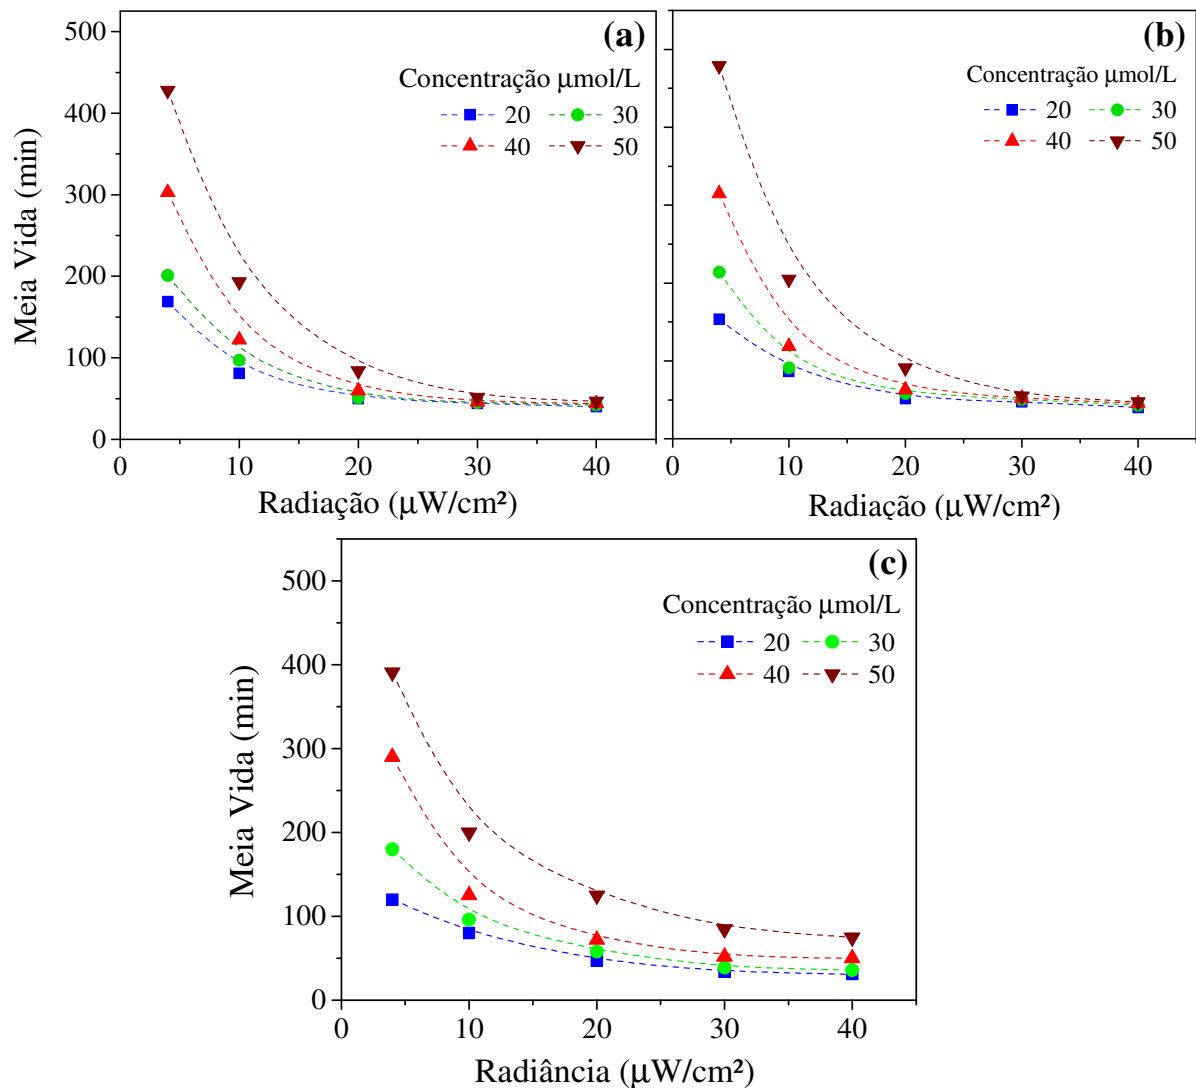 (a)
500
400
300
200
100
0
Meia Vida (min)
Concentração μmol/L
20 30
40 50
0 10 20 30 40
Radiação (μW/cm²)
(b)
Concentração μmol/L
20 30
40 50
0 10 20 30 40
Radiação (μW/cm²)
(c)
500
400
300
200
100
0
Meia Vida (min)
Concentração μmol/L
20 30
40 50
0 10 20 30 40
Radiância (μW/cm²)